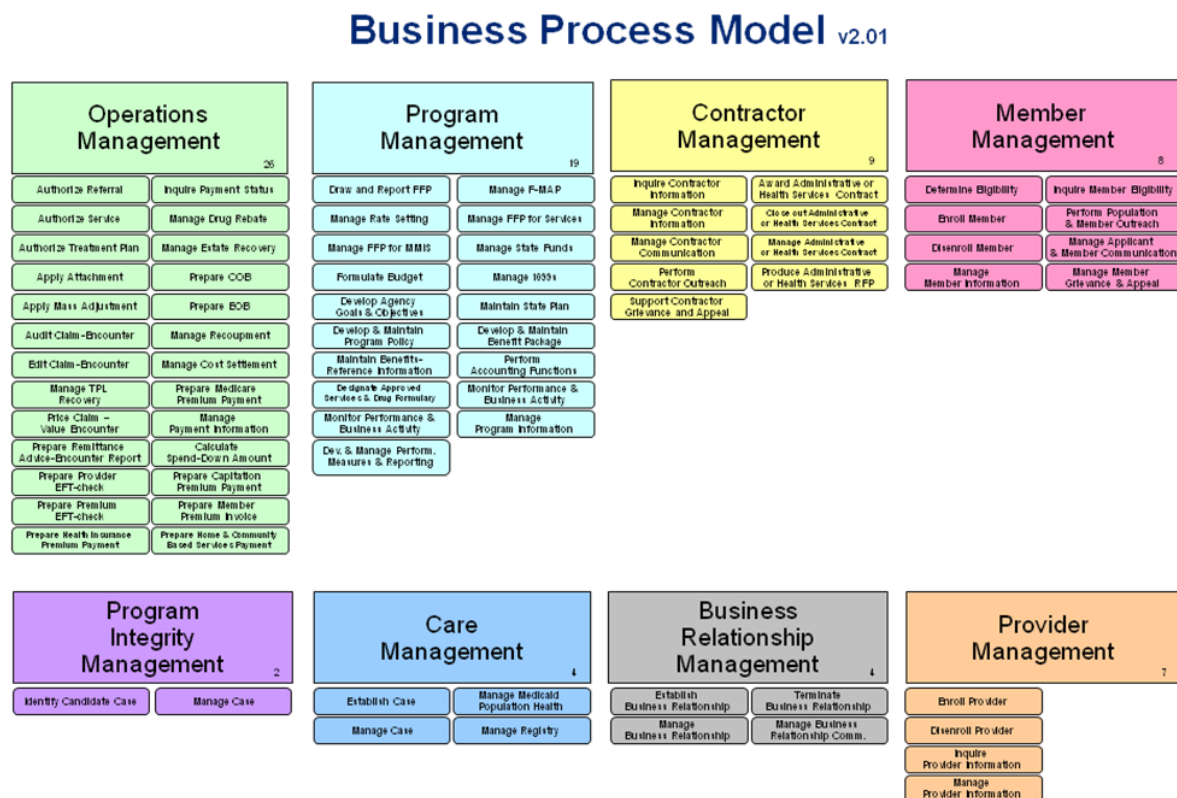 Business Process Model v2.01
Operations
Management
26
Authorize Referral
Inquire Payment Status
Authorize Service
Manage Drug Rebate
Authorize Treatment Plan
Manage Estate Recovery
Apply Attachment
Prepare COB
Apply Mass Adjustment
Prepare EOB
Audit Claim-Encounter
Manage Recoupment
Edit Claim-Encounter
Manage Cost Settlement
Manage TPL
Recovery
Prepare Medicare
Premium Payment
Price Claim –
Value Encounter
Manage
Payment Information
Prepare Remittance
Advice-Encounter Report
Calculate
Spend-Down Amount
Prepare Provider
EFT-check
Prepare Capitation
Premium Payment
Prepare Premium
EFT-check
Prepare Member
Premium Invoice
Prepare Health Insurance
Premium Payment
Prepare Home & Community
Based Services Payment
Program
Management
19
Draw and Report FFP
Manage F-MAP
Manage Rate Setting
Manage FFP for Services
Manage FFP for MMIS
Manage State Funds
Formulate Budget
Manage 1099s
Develop Agency
Goals & Objectives
Maintain State Plan
Develop & Maintain
Program Policy
Develop & Maintain
Benefit Package
Maintain Benefits-
Reference Information
Perform
Accounting Functions
Designate Approved
Services & Drug Formulary
Monitor Performance &
Business Activity
Monitor Performance &
Business Activity
Manage
Program Information
Dev. & Manage Perform.
Measures & Reporting
Contractor
Management
9
Inquire Contractor
Information
Award Administrative or
Health Services Contract
Manage Contractor
Information
Close out Administrative
or Health Services Contract
Manage Contractor
Communication
Manage Administrative
or Health Services Contract
Perform
Contractor Outreach
Produce Administrative
or Health Services RFP
Support Contractor
Grievance and Appeal
Member
Management
8
Determine Eligibility
Inquire Member Eligibility
Enroll Member
Perform Population
& Member Outreach
Disenroll Member
Manage Applicant
& Member Communication
Manage
Member Information
Manage Member
Grievance & Appeal
Program
Integrity
Management
2
Identify Candidate Case
Manage Case
Care
Management
4
Establish Case
Manage Medicaid
Population Health
Manage Case
Manage Registry
Business
Relationship
Management
4
Establish
Business Relationship
Terminate
Business Relationship
Manage
Business Relationship
Manage Business
Relationship Comm.
Provider
Management
7
Enroll Provider
Disenroll Provider
Inquire
Provider Information
Manage
Provider Information